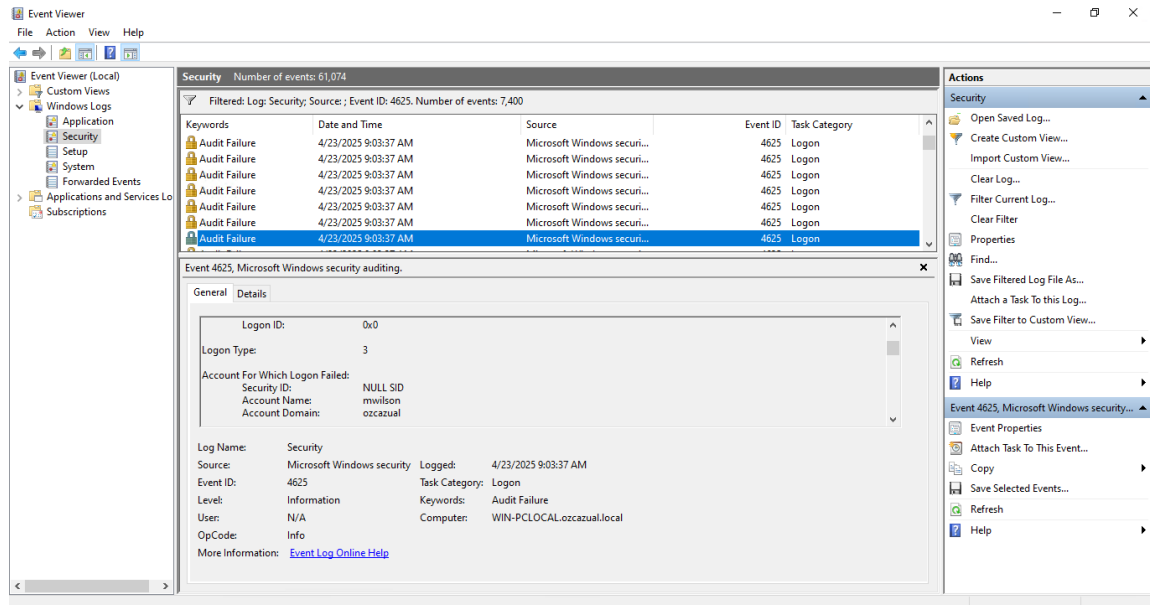 Event Viewer
File Action View Help
Event Viewer (Local)
Custom Views
Windows Logs
Application
Security
Setup
System
Forwarded Events
Applications and Services Lo
Subscriptions
Security Number of events: 61,074
Filtered: Log: Security; Source: ; Event ID: 4625. Number of events: 7,400
Keywords Date and Time Source Event ID Task Category
Audit Failure 4/23/2025 9:03:37 AM Microsoft Windows securi... 4625 Logon
Audit Failure 4/23/2025 9:03:37 AM Microsoft Windows securi... 4625 Logon
Audit Failure 4/23/2025 9:03:37 AM Microsoft Windows securi... 4625 Logon
Audit Failure 4/23/2025 9:03:37 AM Microsoft Windows securi... 4625 Logon
Audit Failure 4/23/2025 9:03:37 AM Microsoft Windows securi... 4625 Logon
Audit Failure 4/23/2025 9:03:37 AM Microsoft Windows securi... 4625 Logon
Audit Failure 4/23/2025 9:03:37 AM Microsoft Windows securi... 4625 Logon
Event 4625, Microsoft Windows security auditing.
General Details
Logon ID: 0x0
Logon Type: 3
Account For Which Logon Failed:
Security ID: NULL SID
Account Name: mwilson
Account Domain: ozcazual
Log Name: Security
Source: Microsoft Windows security Logged: 4/23/2025 9:03:37 AM
Event ID: 4625 Task Category: Logon
Level: Information Keywords: Audit Failure
User: N/A Computer: WIN-PCLOCAL.ozcazual.local
OpCode: Info
More Information: Event Log Online Help
Actions
Security
Open Saved Log...
Create Custom View...
Import Custom View...
Clear Log...
Filter Current Log...
Clear Filter
Properties
Find...
Save Filtered Log File As...
Attach a Task To this Log...
Save Filter to Custom View...
View
Refresh
Help
Event 4625, Microsoft Windows security...
Event Properties
Attach Task To This Event...
Copy
Save Selected Events...
Refresh
Help